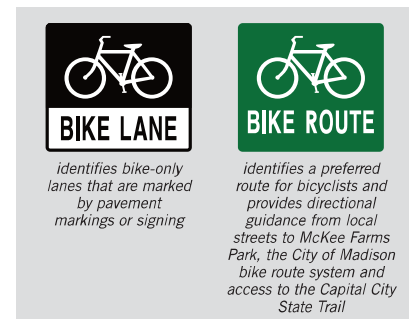 BIKE LANE
identifies bike-only
lanes that are marked
by pavement
markings or signing
BIKE ROUTE
identifies a preferred
route for bicyclists and
provides directional
guidance from local
streets to McKee Farms
Park, the City of Madison
bike route system and
access to the Capital City
State Trail